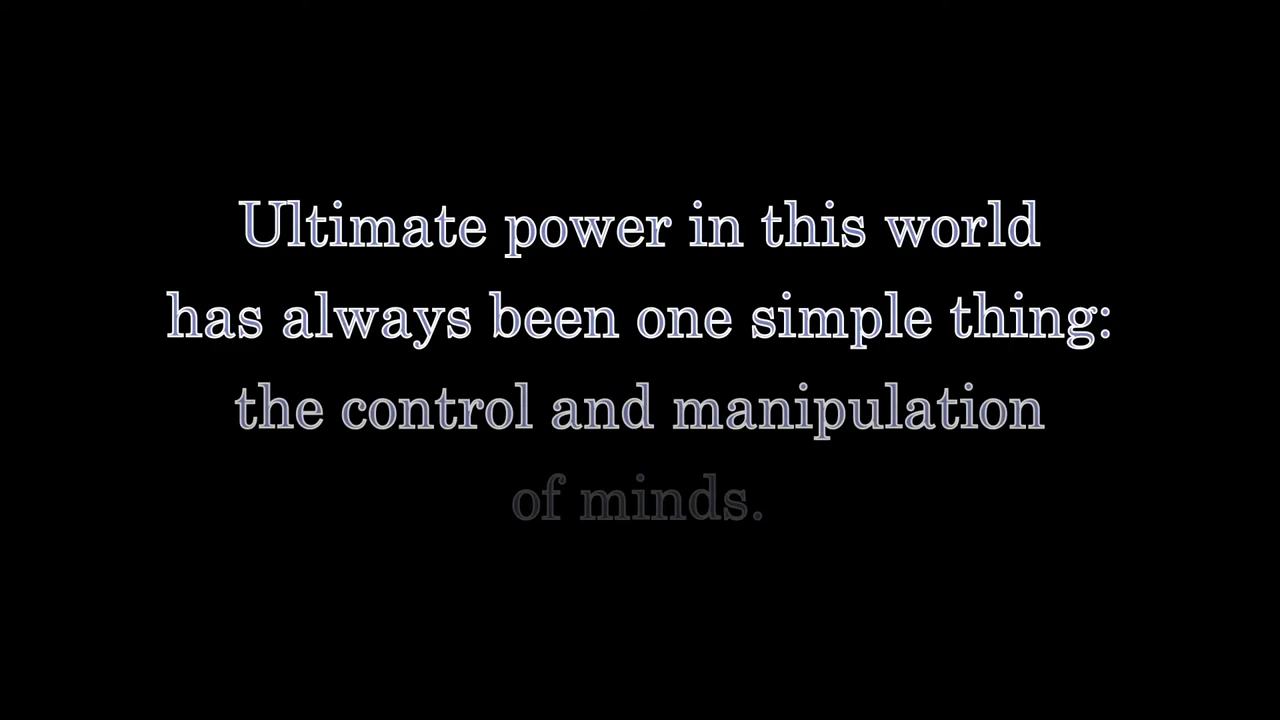 Ultimate power in this world
has always been one simple thing:
the control and manipulation
of minds.